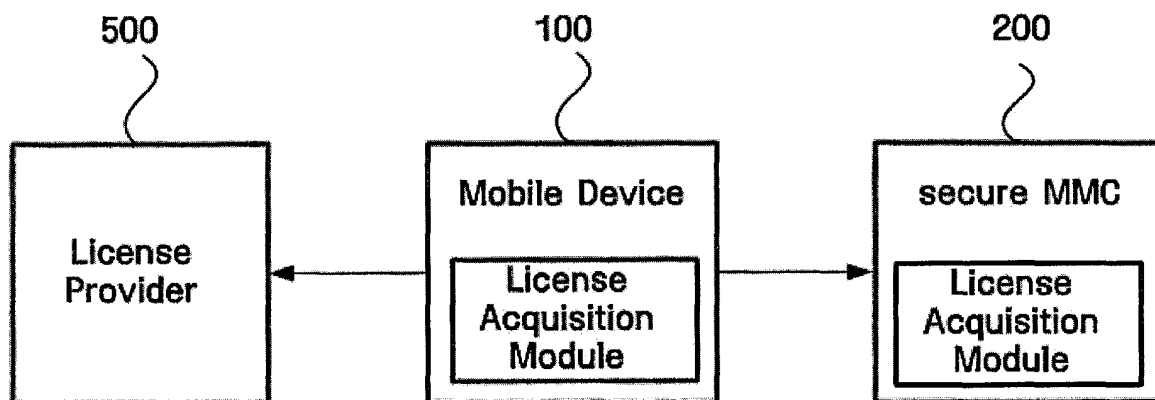 500
100
200
License
Provider
Mobile Device
License
Acquisition
Module
secure MMC
License
Acquisition
Module